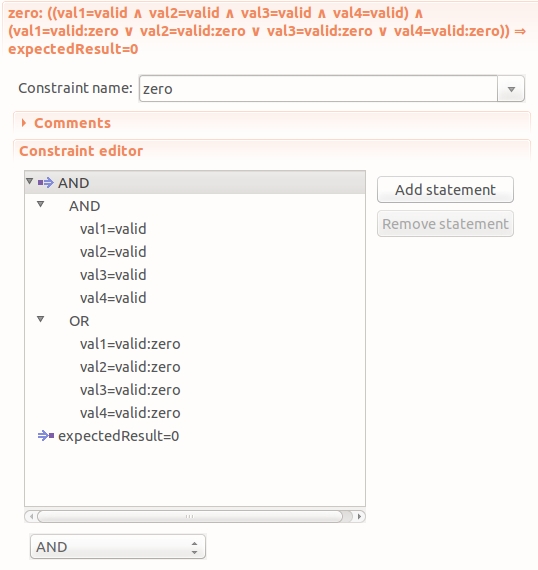 zero: ((val1=valid ∧ val2=valid ∧ val3=valid ∧ val4=valid) ∧
(val1=valid:zero ∨ val2=valid:zero ∨ val3=valid:zero ∨ val4=valid:zero)) ⇒
expectedResult=0
Constraint name: zero
Comments
Constraint editor
AND
Add statement
AND
val1=valid
Remove statement
val2=valid
val3=valid
val4=valid
OR
val1=valid:zero
val2=valid:zero
val3=valid:zero
val4=valid:zero
expectedResult=0
AND